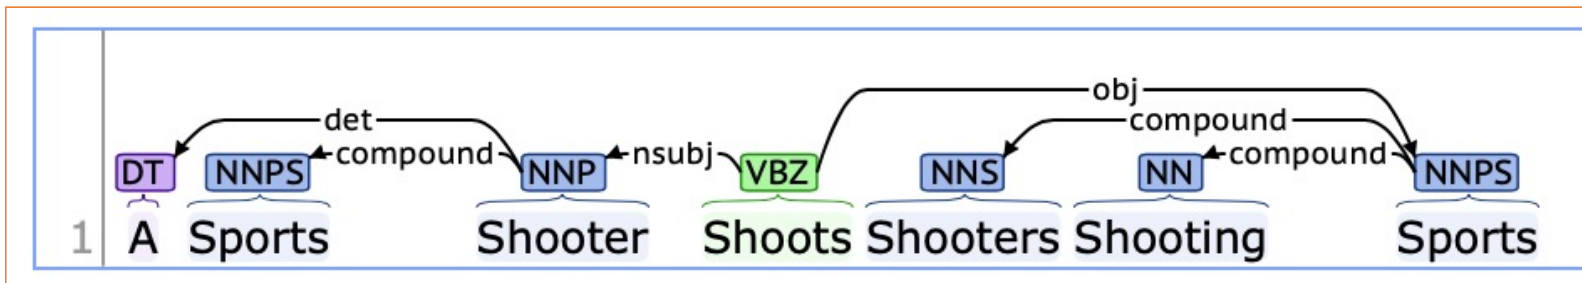 obj
det compound
DT NNPS compound NNP nsubj VBZ NNS NN compound NNPS
1 A Sports Shooter Shoots Shooters Shooting Sports